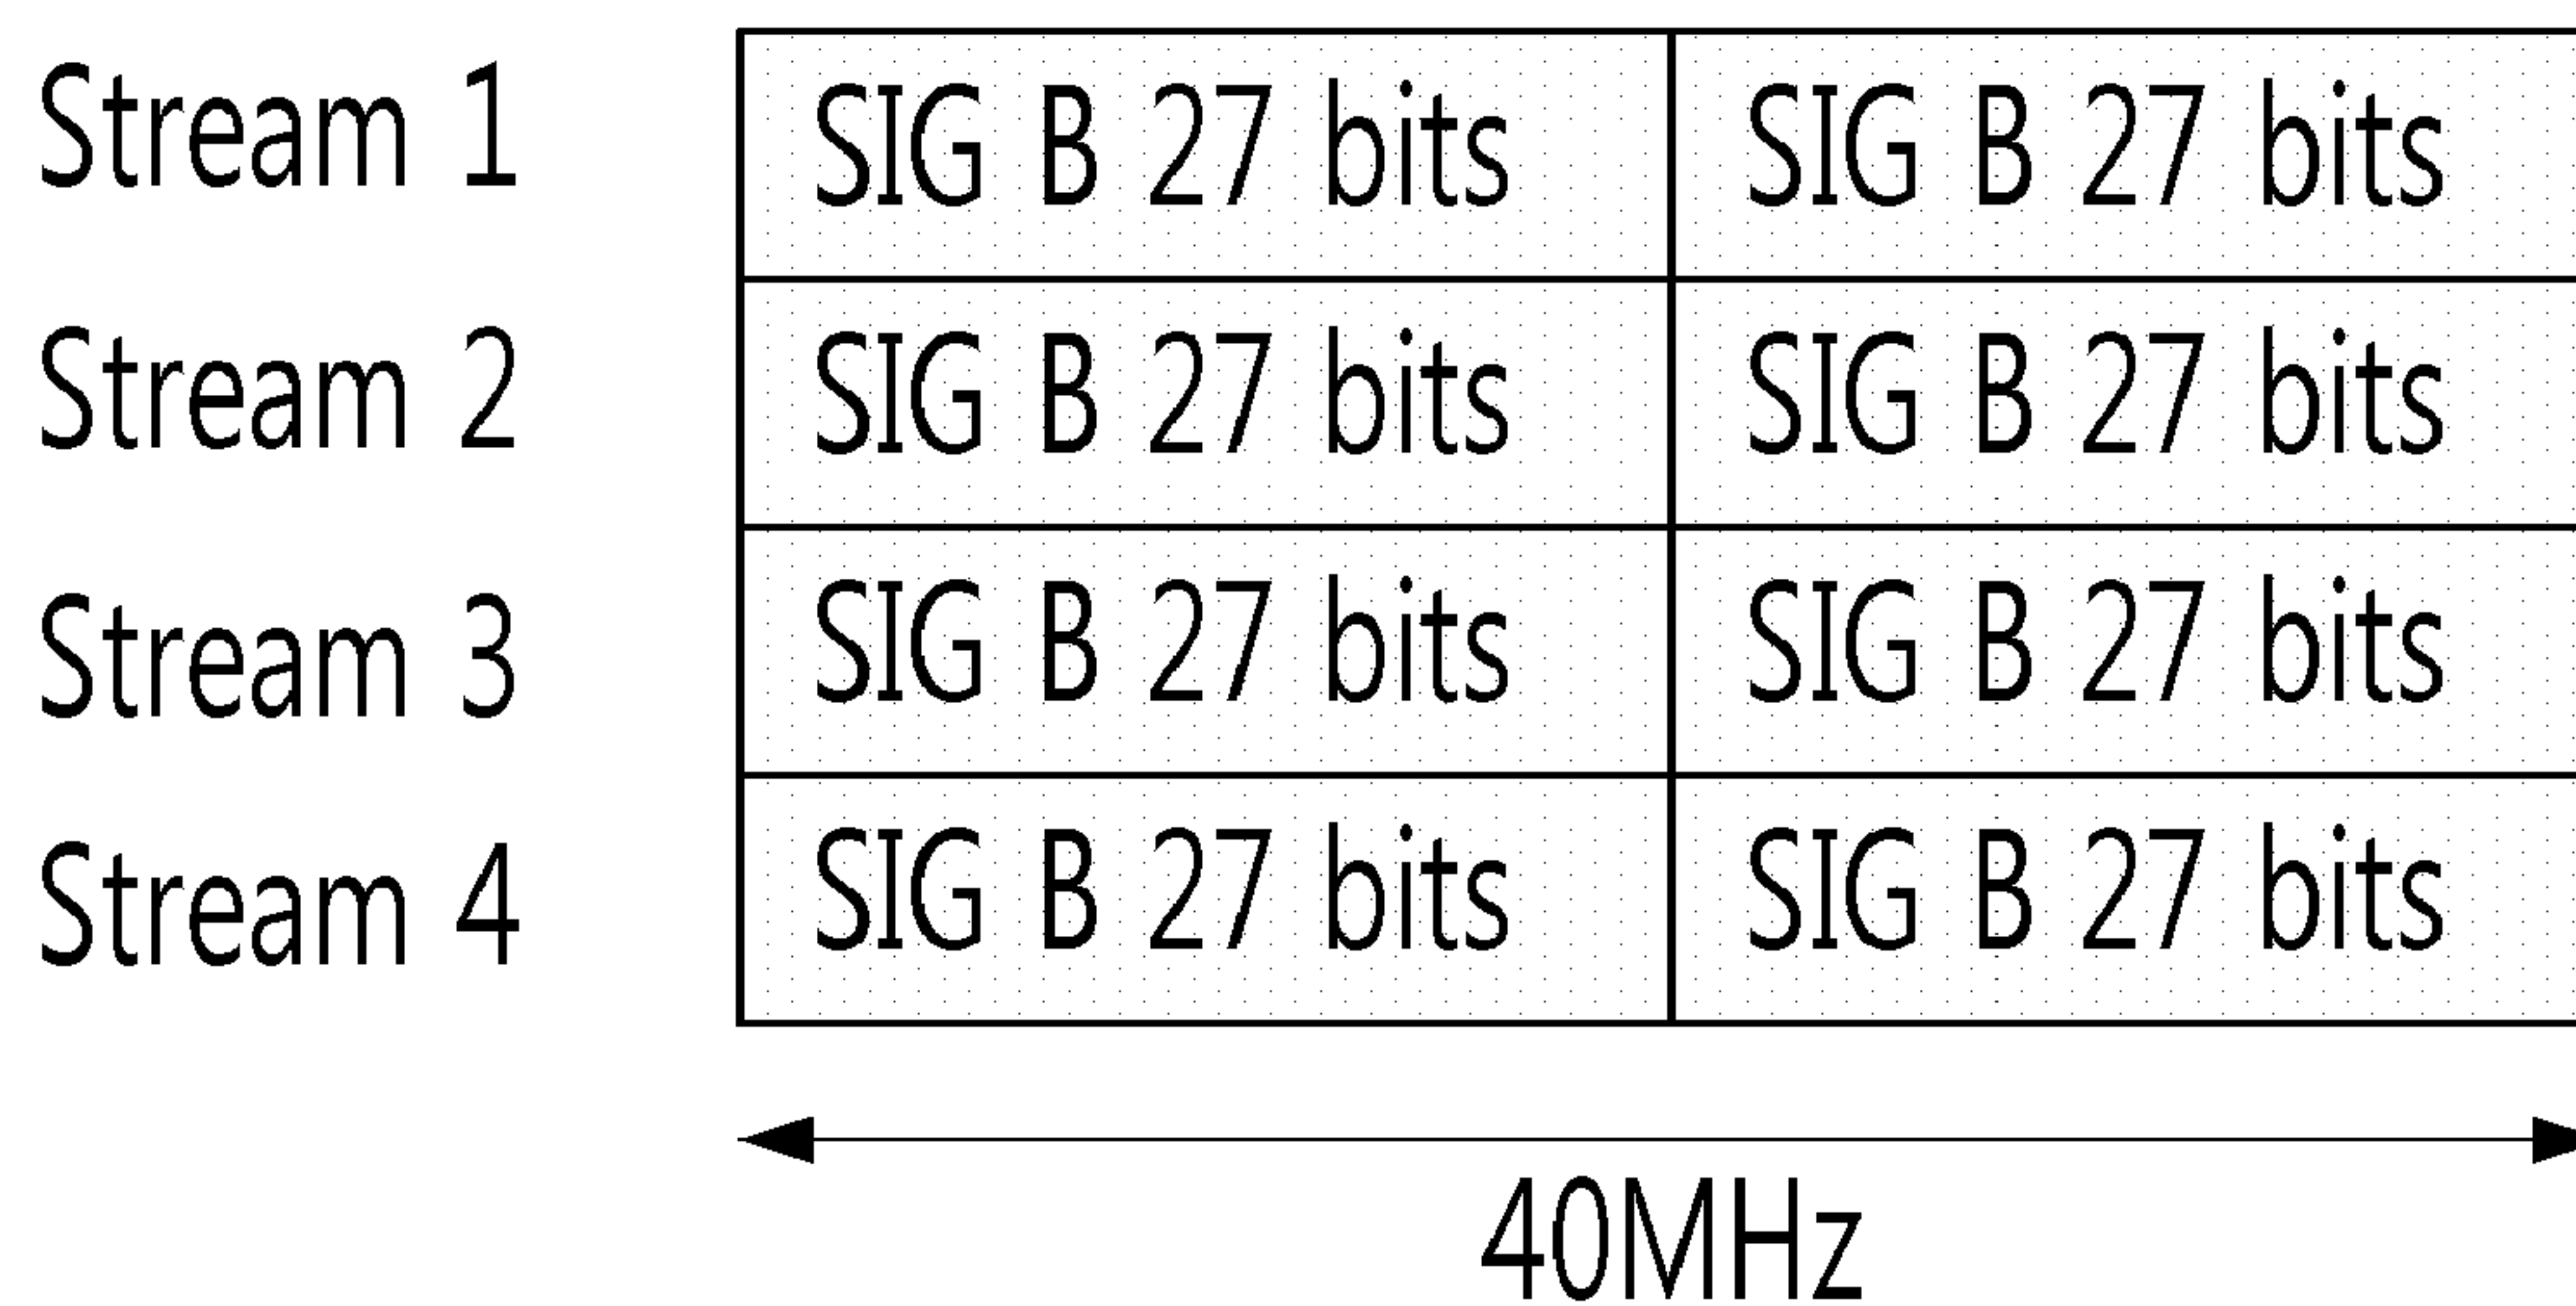 Stream 1 SIG B 27 bits SIG B 27 bits
Stream 2 SIG B 27 bits SIG B 27 bits
Stream 3 SIG B 27 bits SIG B 27 bits
Stream 4 SIG B 27 bits SIG B 27 bits
40MHz